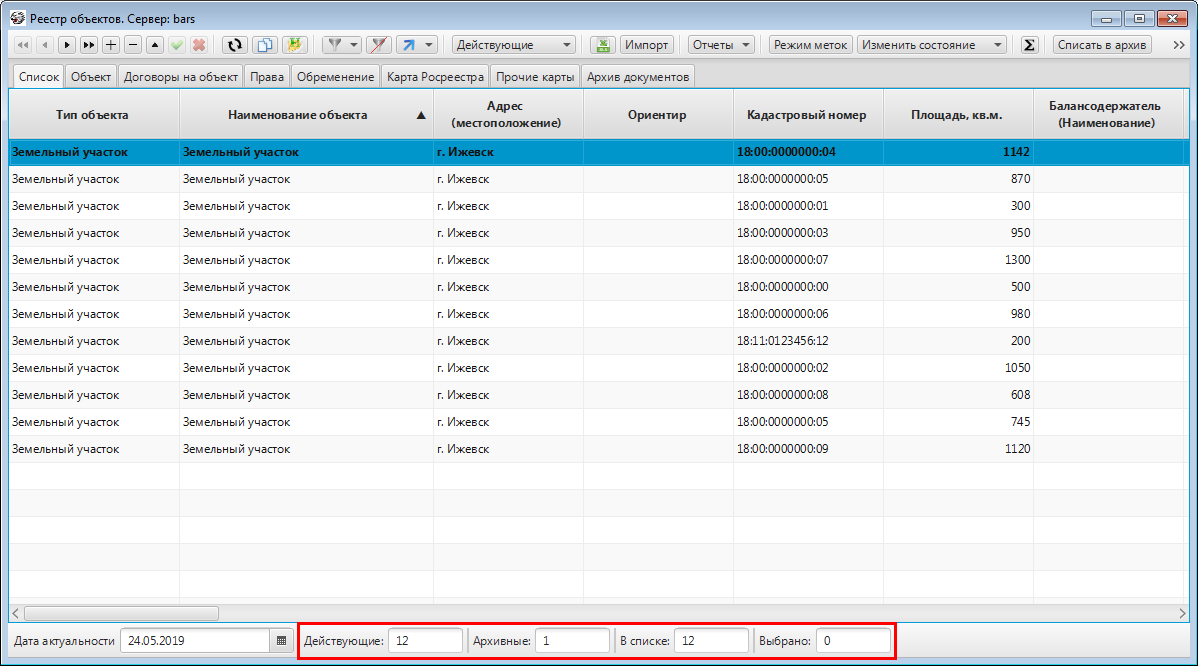 Реестр объектов. Сервер: bars
Действующие Импорт Отчеты Режим меток Изменить состояние Σ Списать в архив
Список Объект Договоры на объект Права Обременение Карта Росреестра Прочие карты Архив документов
Тип объекта Наименование объекта Адрес (местоположение) Ориентир Кадастровый номер Площадь, кв.м. Балансодержатель (Наименование)
Земельный участок Земельный участок г. Ижевск 18:00:0000000:04 1142
Земельный участок Земельный участок г. Ижевск 18:00:0000000:05 870
Земельный участок Земельный участок г. Ижевск 18:00:0000000:01 300
Земельный участок Земельный участок г. Ижевск 18:00:0000000:03 950
Земельный участок Земельный участок г. Ижевск 18:00:0000000:07 1300
Земельный участок Земельный участок г. Ижевск 18:00:0000000:00 500
Земельный участок Земельный участок г. Ижевск 18:00:0000000:06 980
Земельный участок Земельный участок г. Ижевск 18:11:0123456:12 200
Земельный участок Земельный участок г. Ижевск 18:00:0000000:02 1050
Земельный участок Земельный участок г. Ижевск 18:00:0000000:08 608
Земельный участок Земельный участок г. Ижевск 18:00:0000000:05 745
Земельный участок Земельный участок г. Ижевск 18:00:0000000:09 1120
Дата актуальности 24.05.2019 Действующие: 12 Архивные: 1 В списке: 12 Выбрано: 0